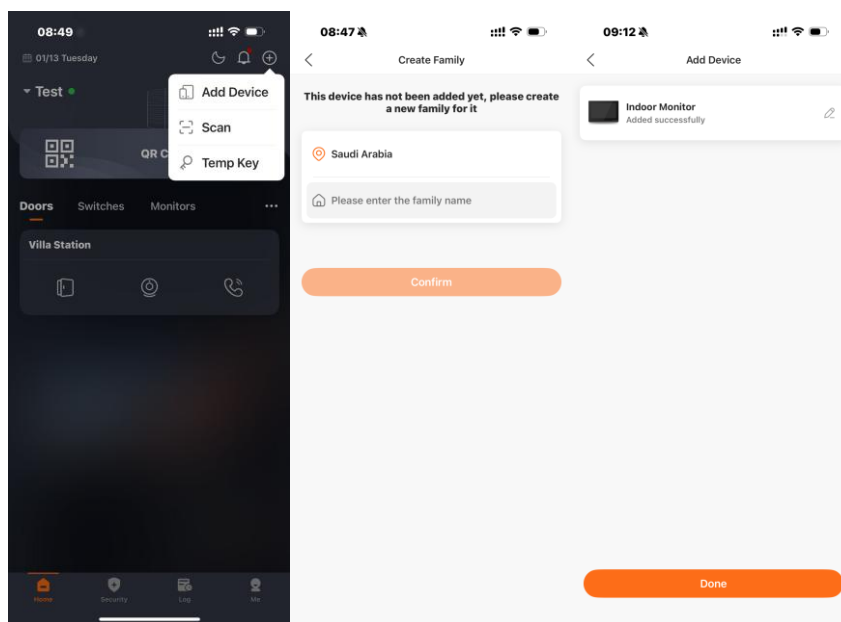 08:49
01/13 Tuesday
Test
Add Device
Scan
Temp Key
QR C
Doors Switches Monitors
Villa Station
Home Security Log Me
08:47
Create Family
This device has not been added yet, please create
a new family for it
Saudi Arabia
Please enter the family name
Confirm
09:12
Add Device
Indoor Monitor
Added successfully
Done